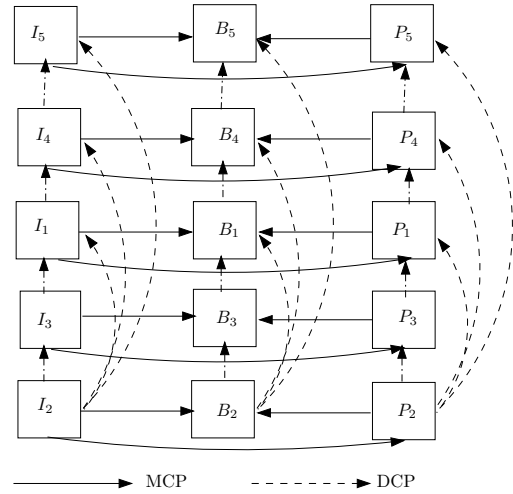 I₅ B₅ P₅
I₄ B₄ P₄
I₁ B₁ P₁
I₃ B₃ P₃
I₂ B₂ P₂
MCP DCP